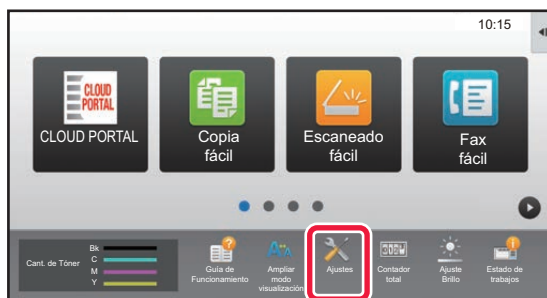 10:15
CLOUD
PORTAL
CLOUD PORTAL
Copia
fácil
Escaneado
fácil
Fax
fácil
Cant. de Tóner
Bk
C
M
Y
Guía de
Funcionamiento
Ampliar
modo
visualización
Ajustes
Contador
total
Ajuste
Brillo
Estado de
trabajos